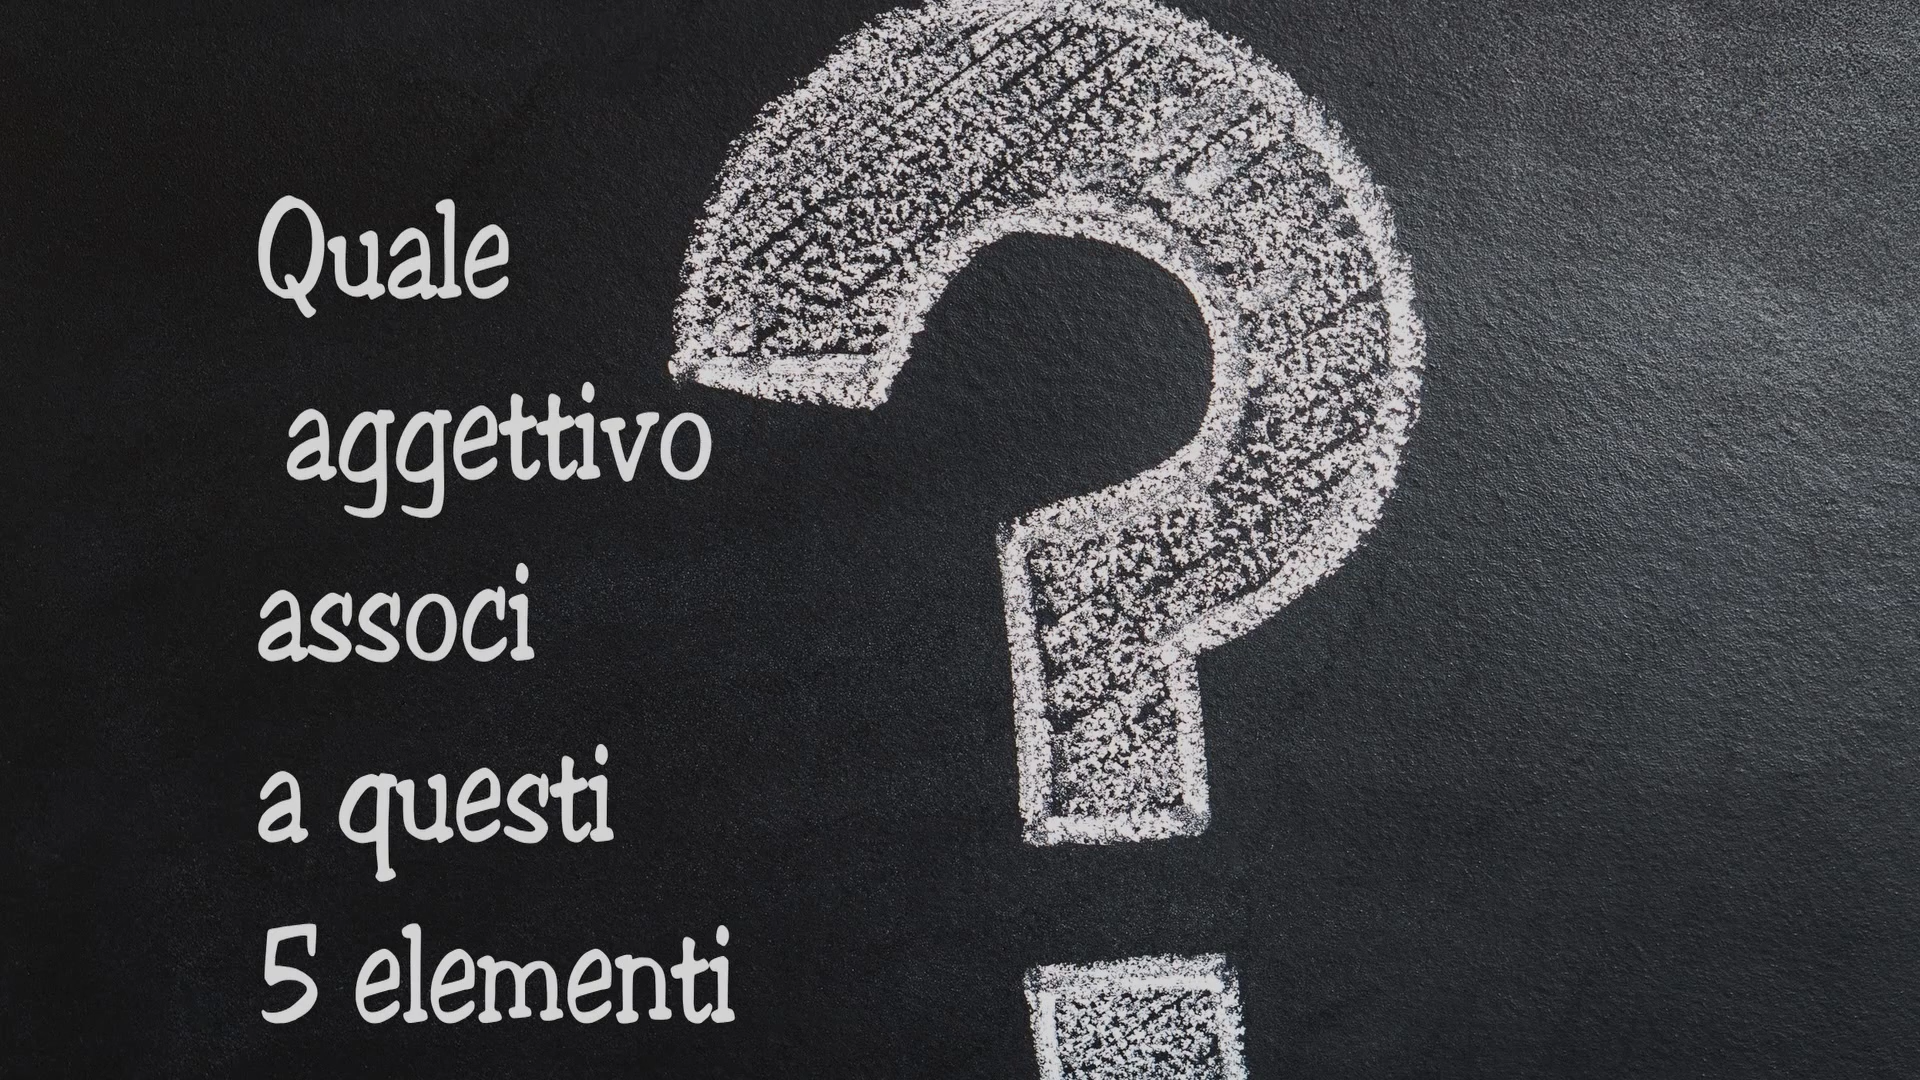 Quale
aggettivo
associ
a questi
5 elementi
?